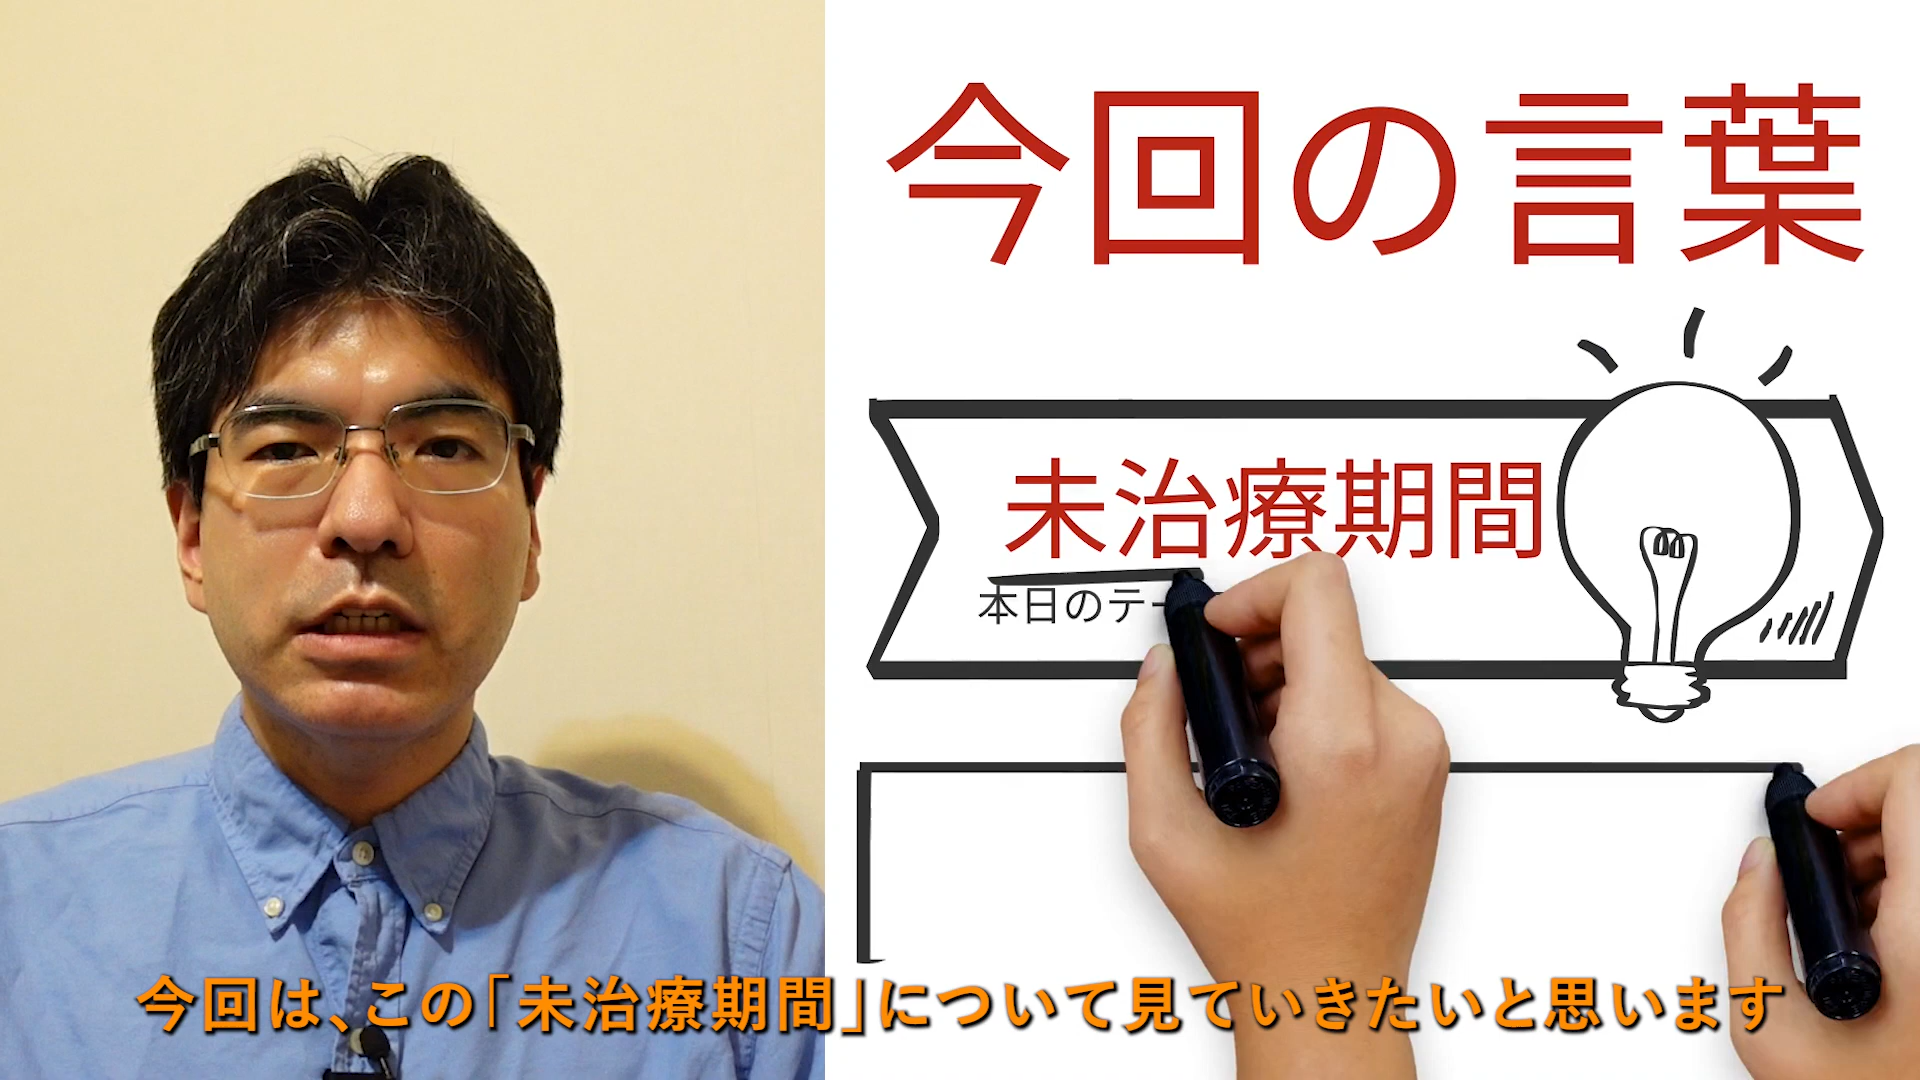 今回の言葉
未治療期間
本日のテー
今回は、この「未治療期間」について見ていきたいと思います